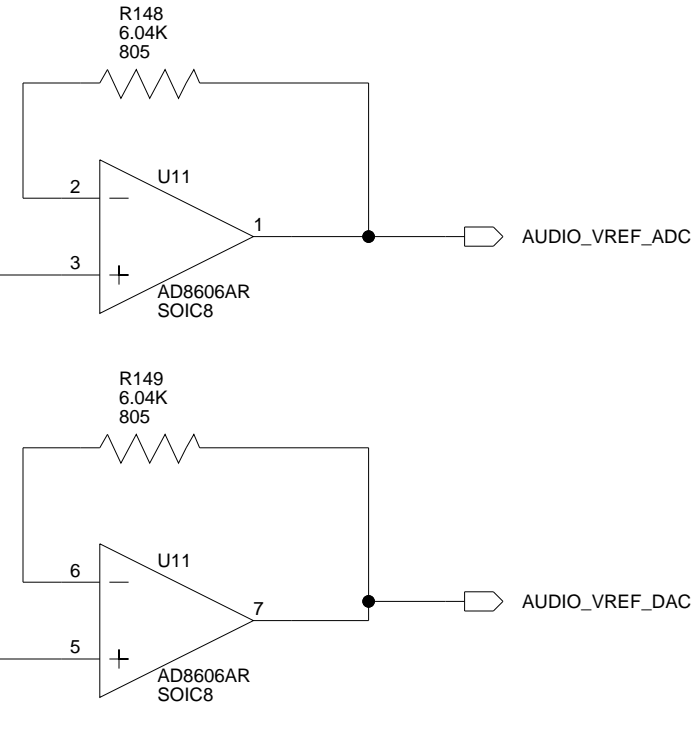 R148
6.04K
805
2
U11
1
AUDIO_VREF_ADC
3
AD8606AR
SOIC8
R149
6.04K
805
6
U11
7
AUDIO_VREF_DAC
5
AD8606AR
SOIC8